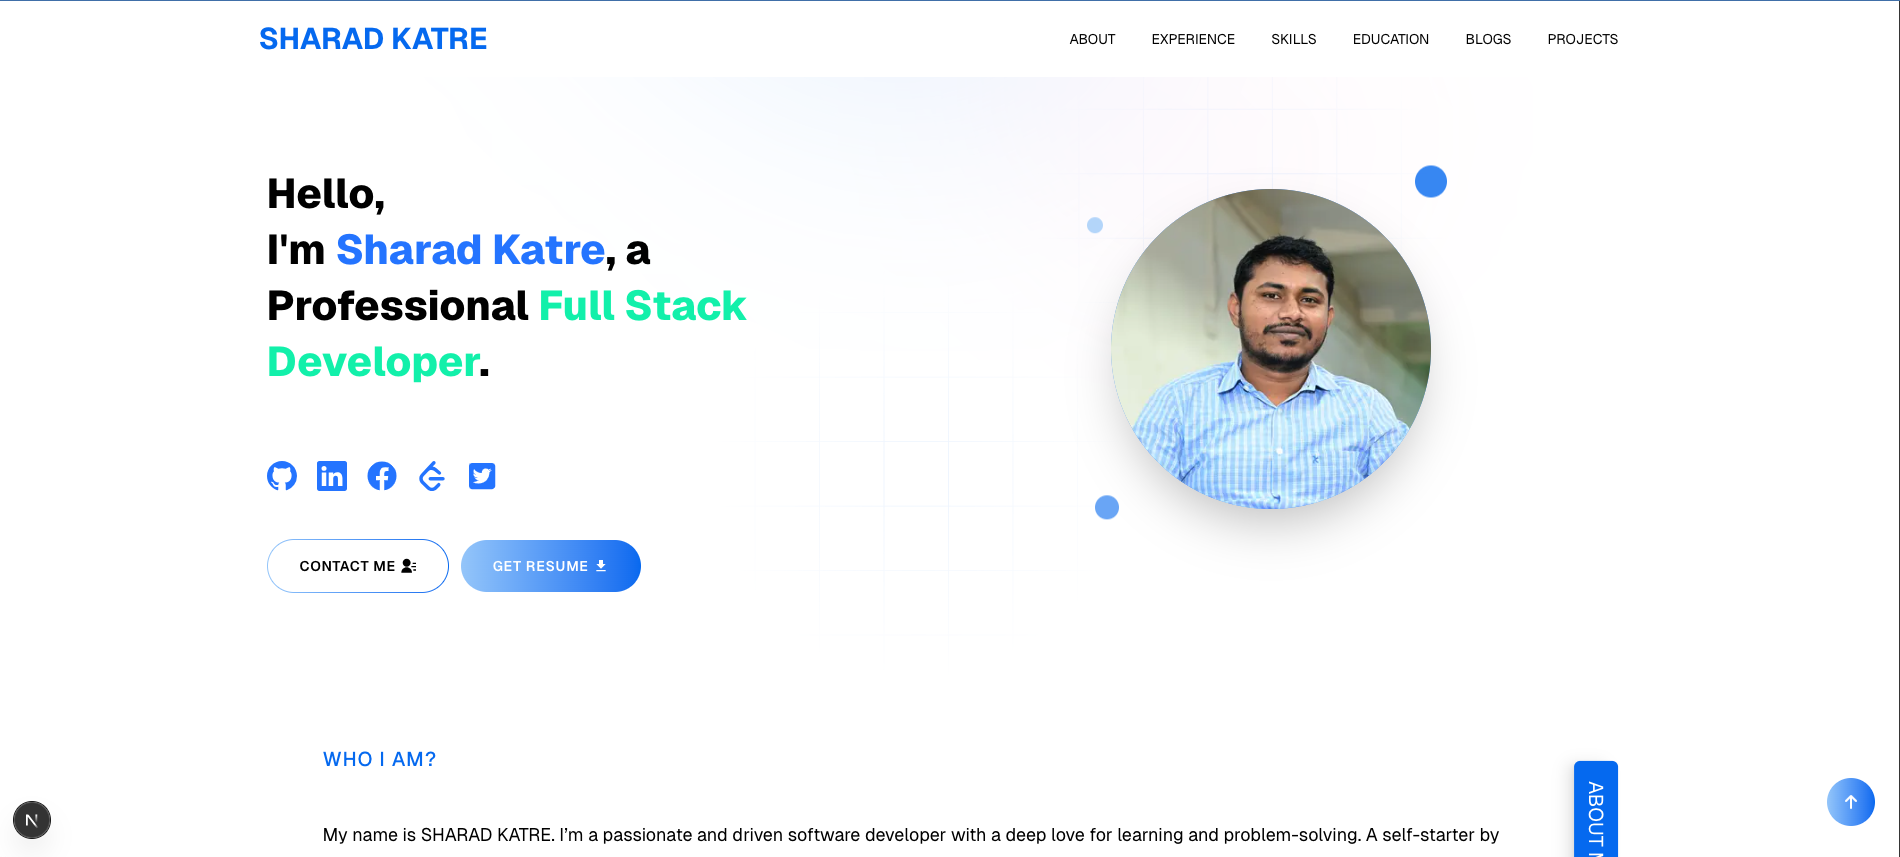 SHARAD KATRE
ABOUT
EXPERIENCE
SKILLS
EDUCATION
BLOGS
PROJECTS
Hello,
I'm Sharad Katre, a
Professional Full Stack
Developer.
CONTACT ME
GET RESUME
WHO I AM?
ABOUT
My name is SHARAD KATRE. I’m a passionate and driven software developer with a deep love for learning and problem-solving. A self-starter by
N